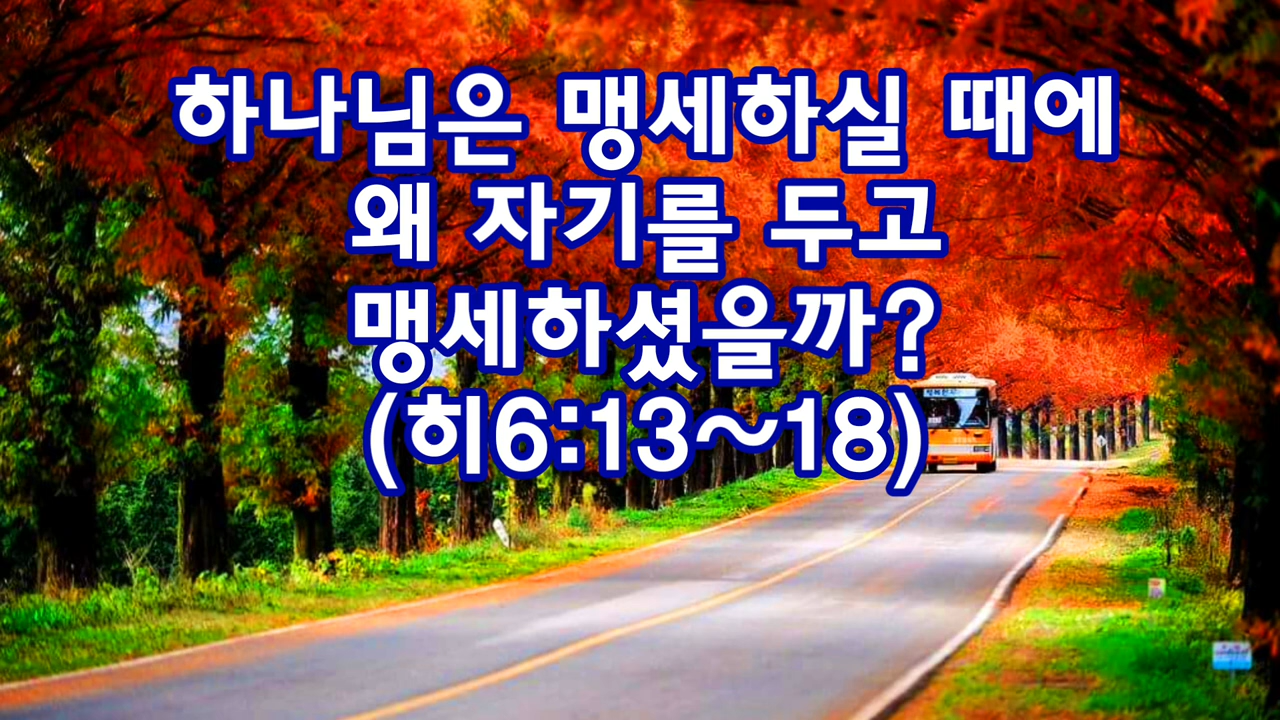 하나님은 맹세하실 때에
왜 자기를 두고
맹세하셨을까?
(히6:13~18)